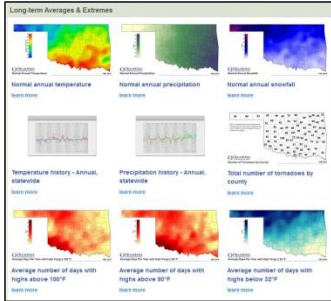 Long-term Averages & Extremes
Normal annual temperature
learn more
Normal annual precipitation
learn more
Normal annual snowfall
learn more
Temperature history - Annual,
statewide
learn more
Precipitation history - Annual,
statewide
learn more
Total number of tornadoes by
county
learn more
Average number of days with
highs above 100°F
learn more
Average number of days with
highs above 90°F
learn more
Average number of days with
highs below 32°F
learn more